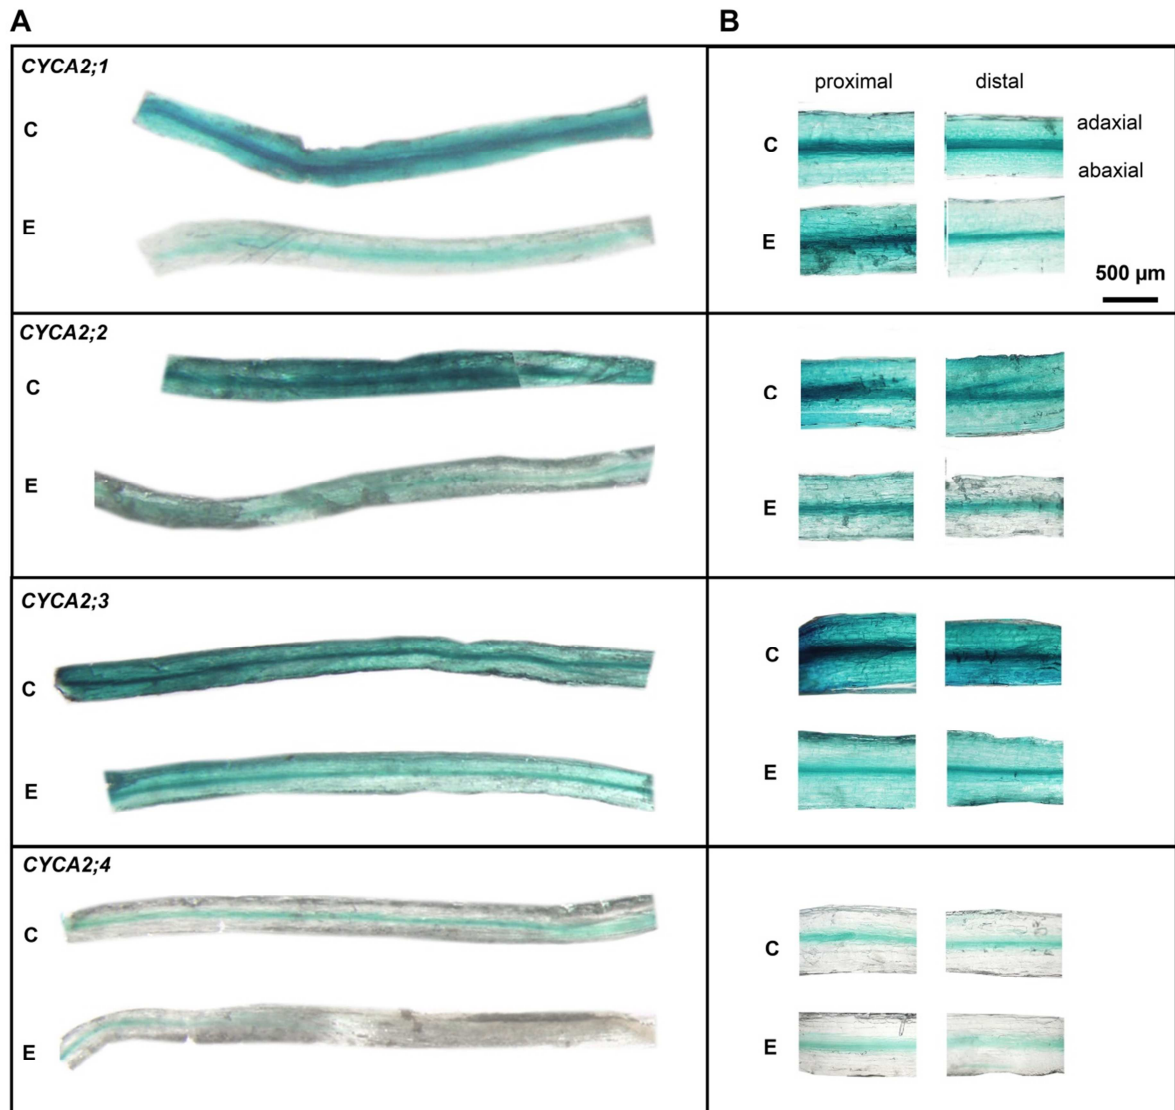 A
B
CYCA2;1
C
E
proximal distal
C
adaxial
abaxial
E
500 μm
CYCA2;2
C
E
C
E
CYCA2;3
C
E
C
E
CYCA2;4
C
E
C
E